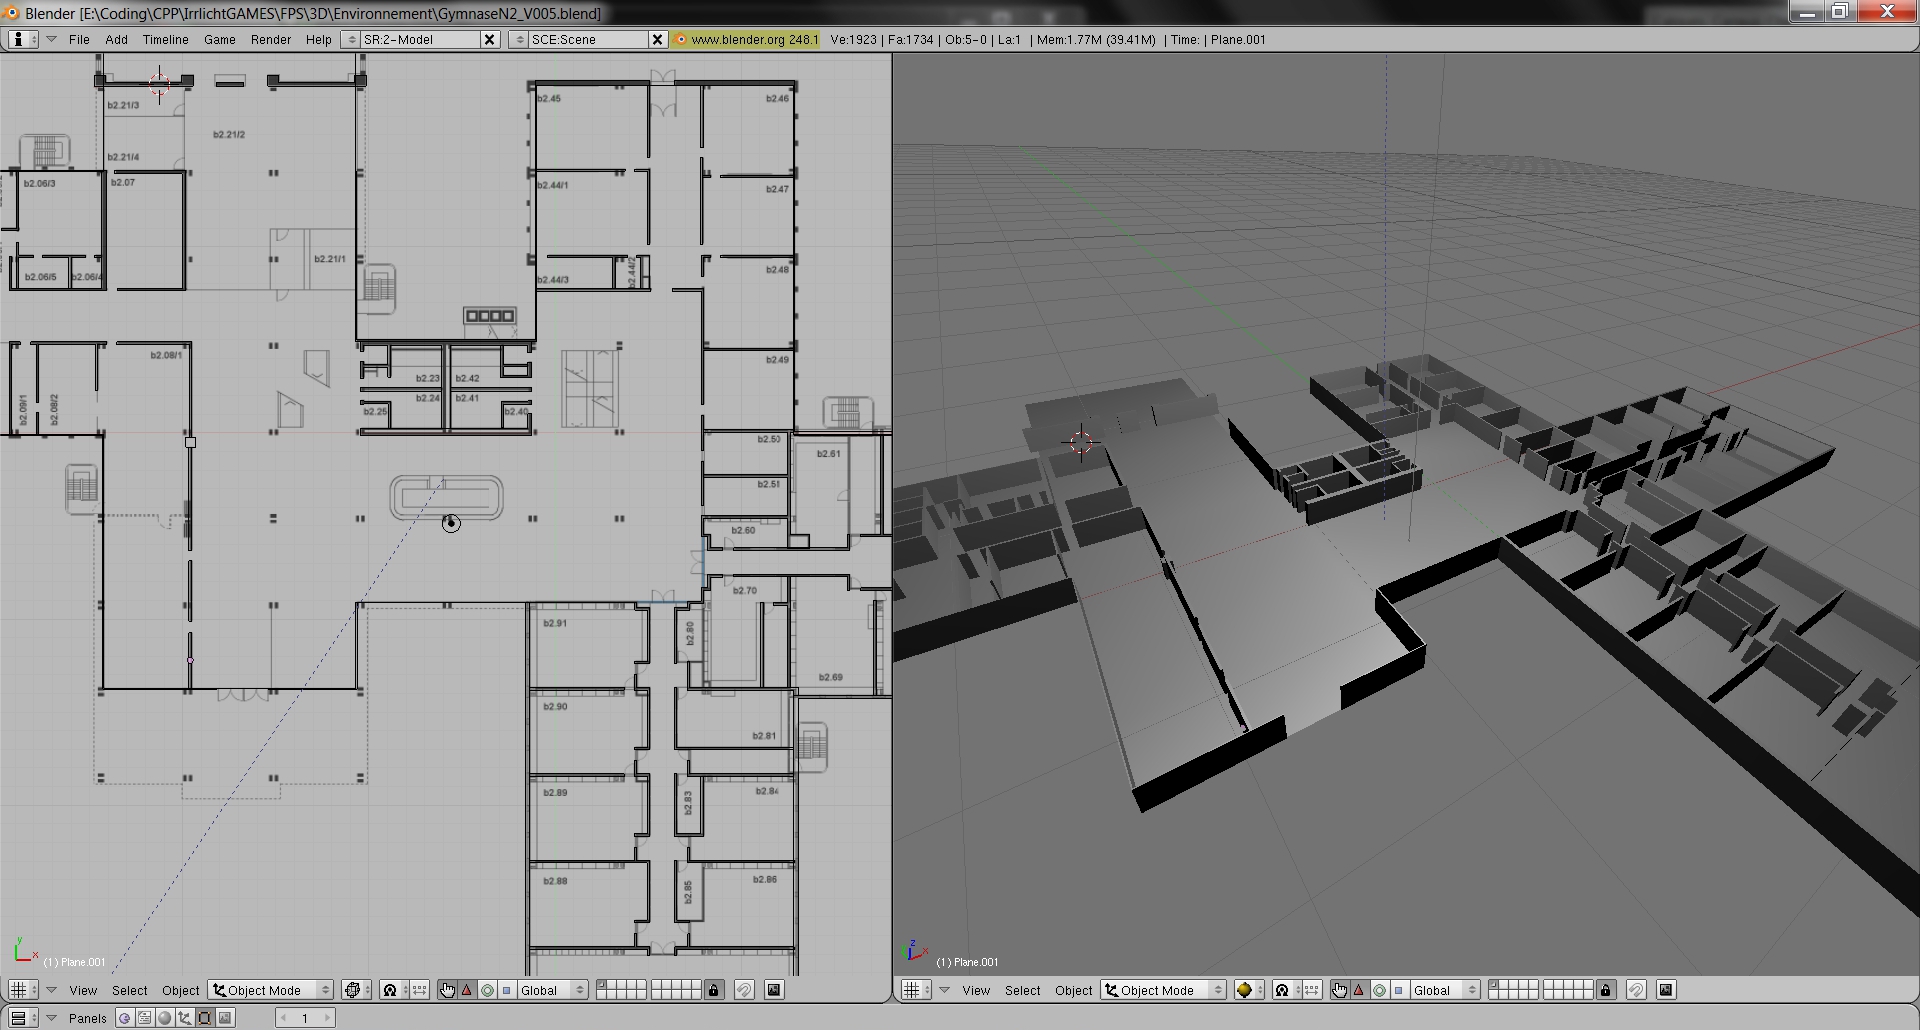 Blender [E:\Coding\CPP\IrrlichtGAMES\FPS\3D\Environnement\GymnaseN2_V005.blend]
File Add Timeline Game Render Help SR:2-Model SCE:Scene www.blender.org 248.1 Ve:1923 | Fa:1734 | Ob:5-0 | La:1 | Mem:1.77M (39.41M) | Time: | Plane.001
b2.45
b2.46
b2.21/3
b2.21/2
b2.21/4
b2.06/3
b2.07
b2.44/1
b2.47
b2.21/1
b2.06/5
b2.06/4
b2.44/3
b2.44/2
b2.48
b2.08/1
b2.49
b2.23
b2.42
b2.24
b2.41
b2.25
b2.40
b2.09/1
b2.08/2
b2.50
b2.61
b2.51
b2.60
b2.70
b2.91
b2.80
b2.69
b2.90
b2.81
b2.89
b2.83
b2.84
b2.88
b2.85
b2.86
y
x
(1) Plane.001
z
x
(1) Plane.001
View Select Object Object Mode Global
View Select Object Object Mode Global
Panels 1